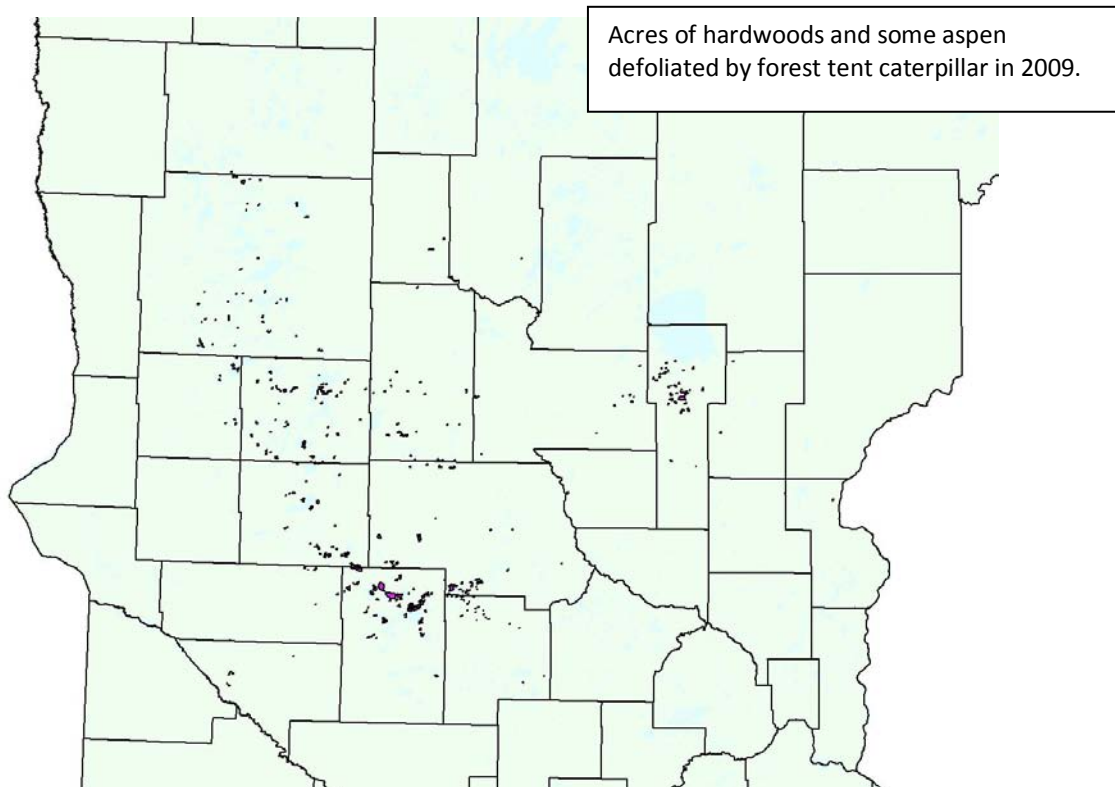 Acres of hardwoods and some aspen
defoliated by forest tent caterpillar in 2009.